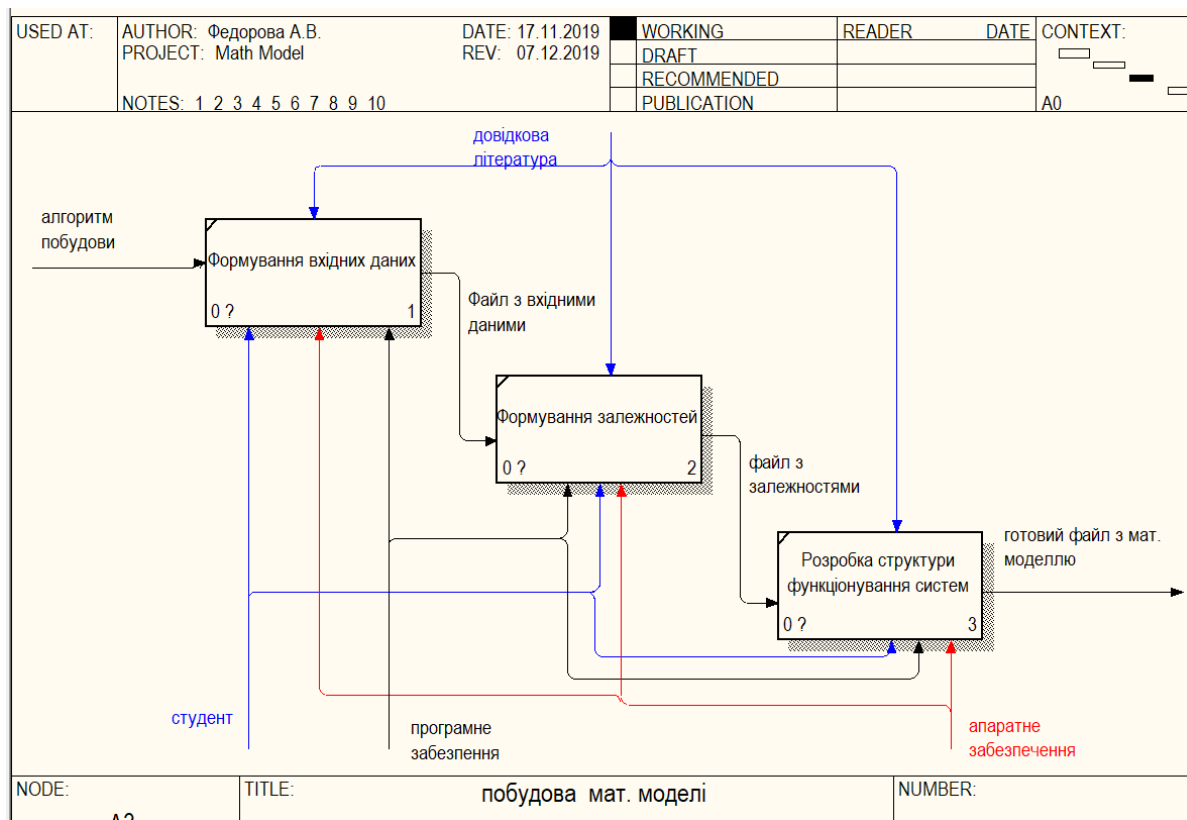 USED AT:
AUTHOR: Федорова А.В.
DATE: 17.11.2019
PROJECT: Math Model
REV: 07.12.2019
NOTES: 1 2 3 4 5 6 7 8 9 10
WORKING
DRAFT
RECOMMENDED
PUBLICATION
READER
DATE
CONTEXT:
A0
довідкова
література
алгоритм
побудови
Формування вхідних даних
0 ?
1
Файл з вхідними
даними
Формування залежностей
0 ?
2
файл з
залежностями
Розробка структури
функціонування систем
0 ?
3
готовий файл з мат.
моделлю
студент
програмне
забезпення
апаратне
забезпечення
NODE:
TITLE:
побудова мат. моделі
NUMBER: